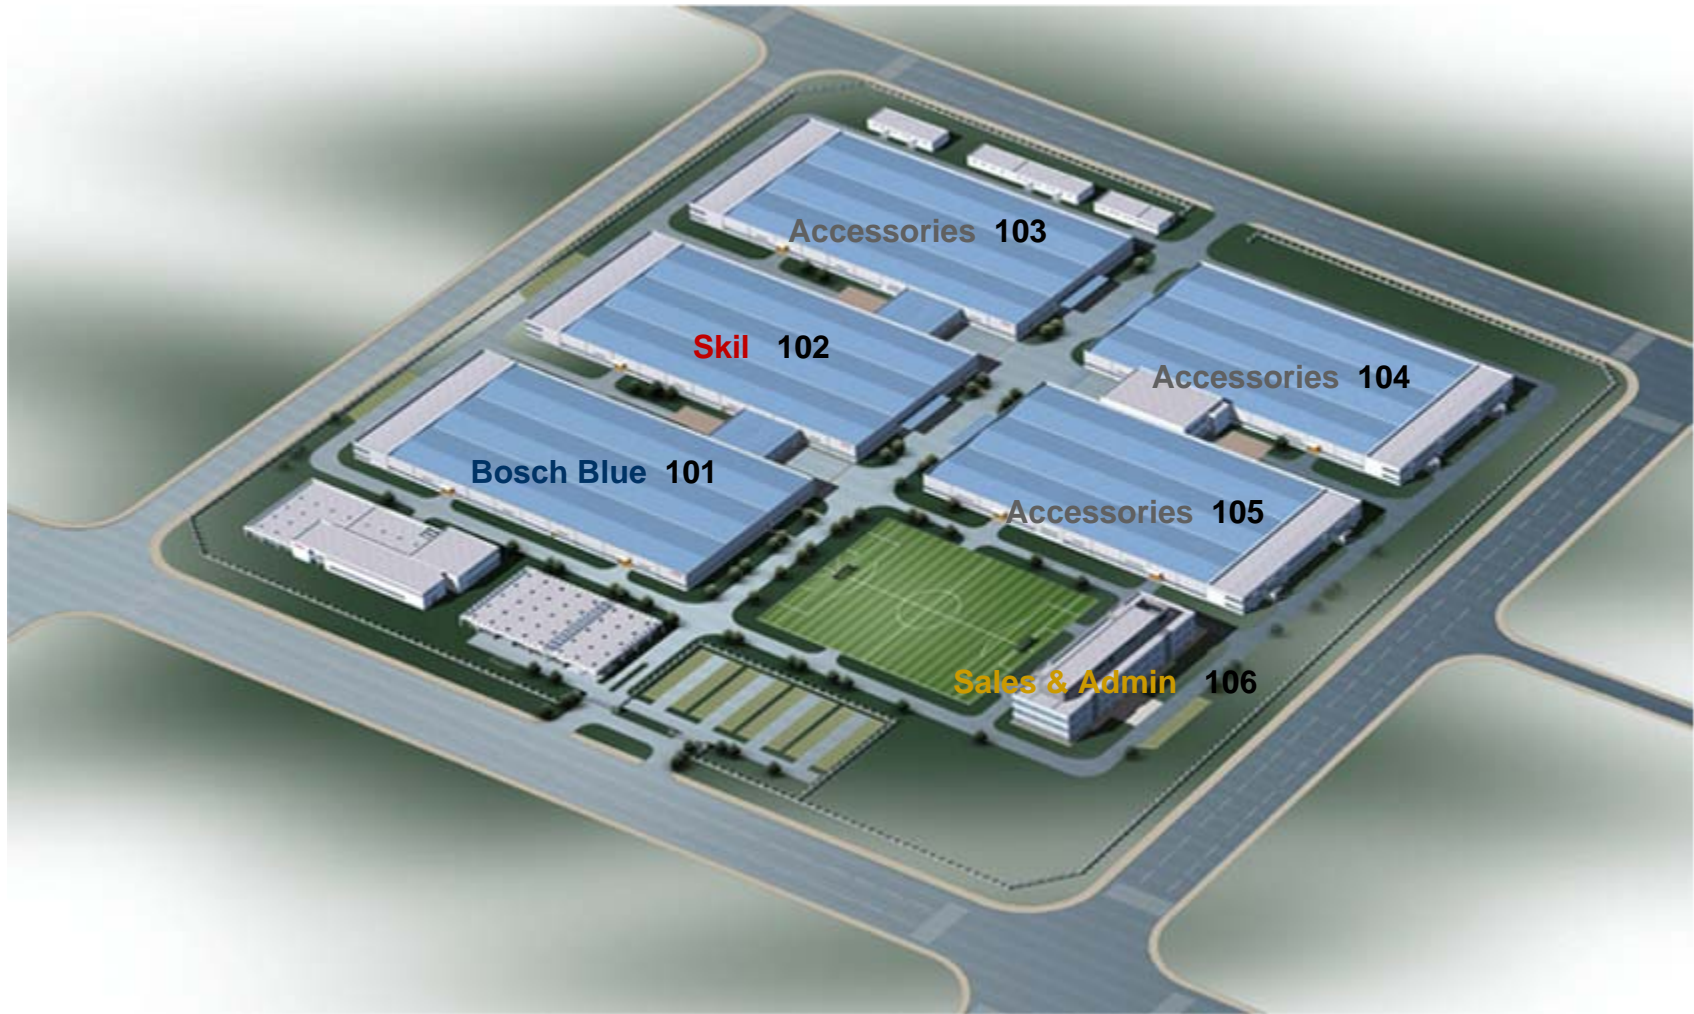 Accessories 103
Skil 102
Accessories 104
Bosch Blue 101
Accessories 105
Sales & Admin 106